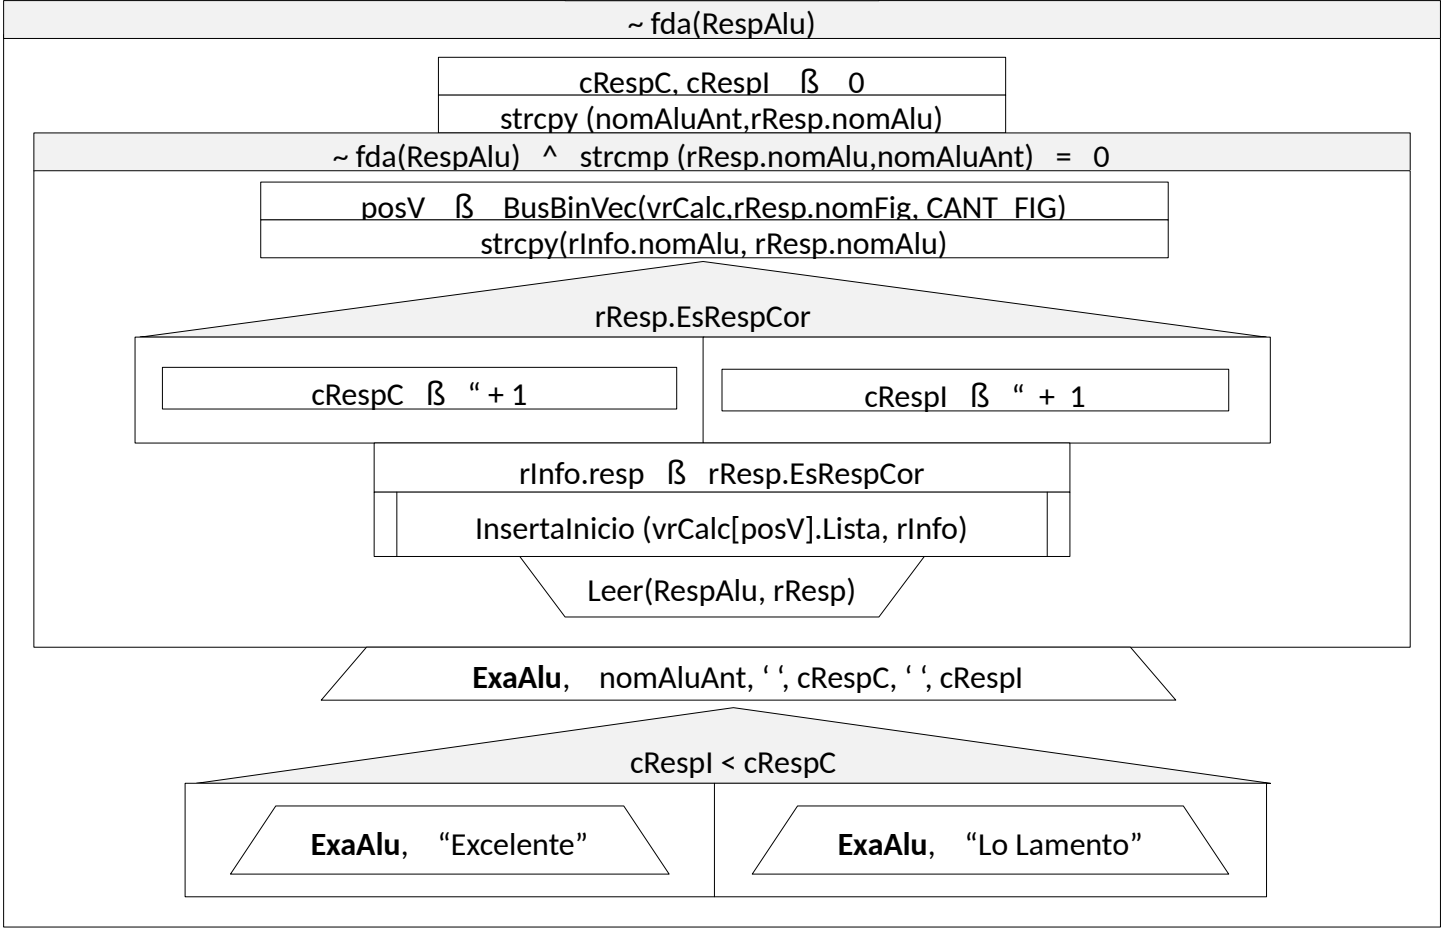 ~ fda(RespAlu)
cRespC, cRespI ß 0
strcpy (nomAluAnt,rResp.nomAlu)
~ fda(RespAlu) ^ strcmp (rResp.nomAlu,nomAluAnt) = 0
posV ß BusBinVec(vrCalc,rResp.nomFig, CANT_FIG)
strcpy(rInfo.nomAlu, rResp.nomAlu)
rResp.EsRespCor
cRespC ß “ + 1
cRespI ß “ + 1
rInfo.resp ß rResp.EsRespCor
InsertaInicio (vrCalc[posV].Lista, rInfo)
Leer(RespAlu, rResp)
ExaAlu, nomAluAnt, ‘ ‘, cRespC, ‘ ‘, cRespI
cRespI < cRespC
ExaAlu, “Excelente”
ExaAlu, “Lo Lamento”